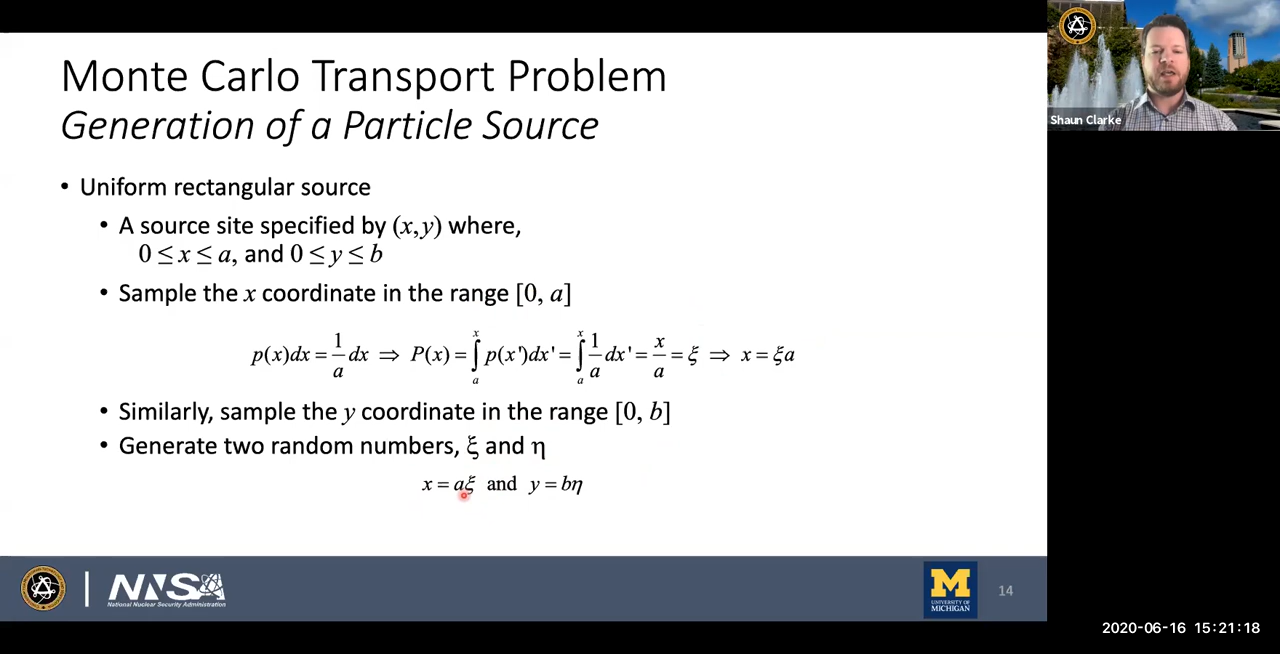 Monte Carlo Transport Problem
Generation of a Particle Source
• Uniform rectangular source
• A source site specified by (x,y) where,
0 ≤ x ≤ a, and 0 ≤ y ≤ b
• Sample the x coordinate in the range [0, a]
p(x)dx = 1/a dx ⇒ P(x) = ∫_a^x p(x')dx' = ∫_a^x 1/a dx' = x/a = ξ ⇒ x = ξa
• Similarly, sample the y coordinate in the range [0, b]
• Generate two random numbers, ξ and η
x = aξ and y = bη
NNSA
National Nuclear Security Administration
M
UNIVERSITY OF
MICHIGAN
14
Shaun Clarke
2020-06-16 15:21:18